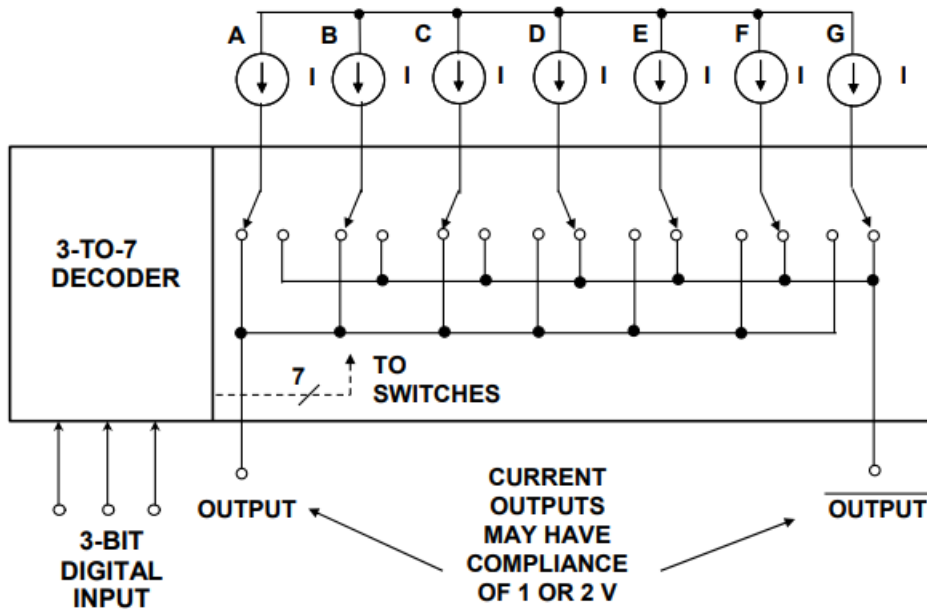 A B C D E F G
I I I I I I I
3-TO-7
DECODER
7
TO
SWITCHES
OUTPUT
CURRENT
OUTPUTS
MAY HAVE
COMPLIANCE
OF 1 OR 2 V
OUTPUT
3-BIT
DIGITAL
INPUT